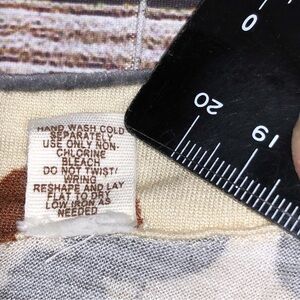 HAND WASH COLD
SEPARATELY
USE ONLY NON-
CHLORINE
BLEACH
DO NOT TWIST/
WRING
RESHAPE AND LAY
FLAT TO DRY
LOW IRON AS
NEEDED
0
20
19